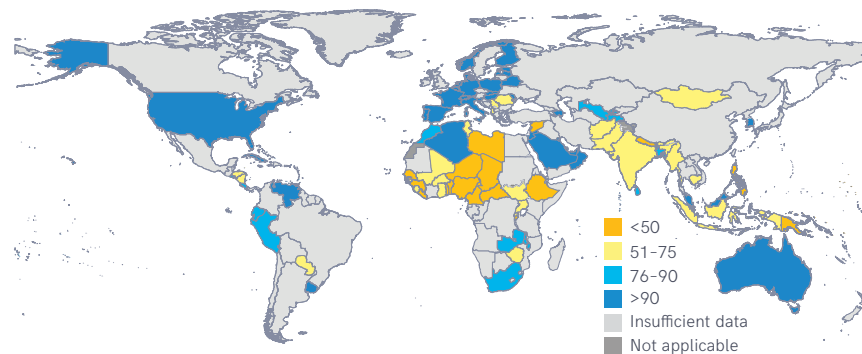 <50
51–75
76–90
>90
Insufficient data
Not applicable